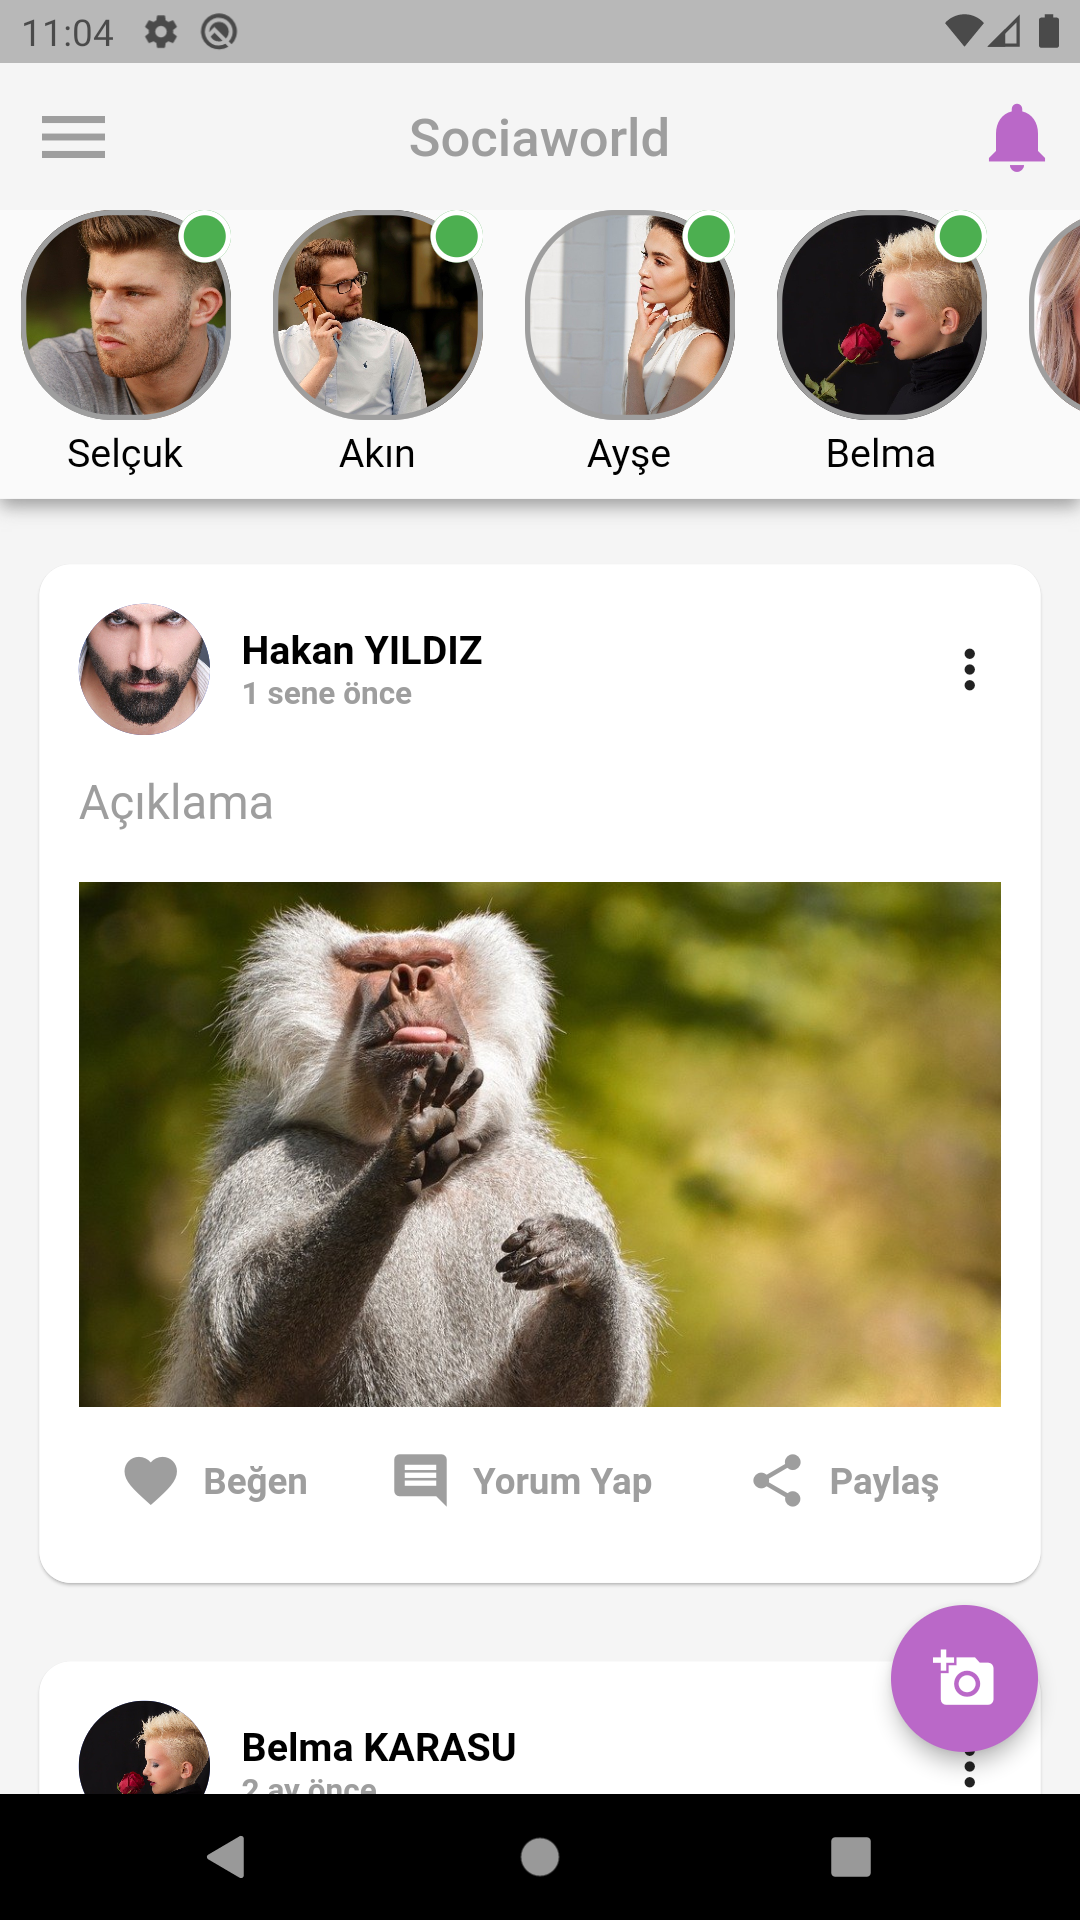 11:04
Sociaworld
Selçuk Akın Ayşe Belma
Hakan YILDIZ
1 sene önce
Açıklama
Beğen Yorum Yap Paylaş
Belma KARASU
2 ay önce